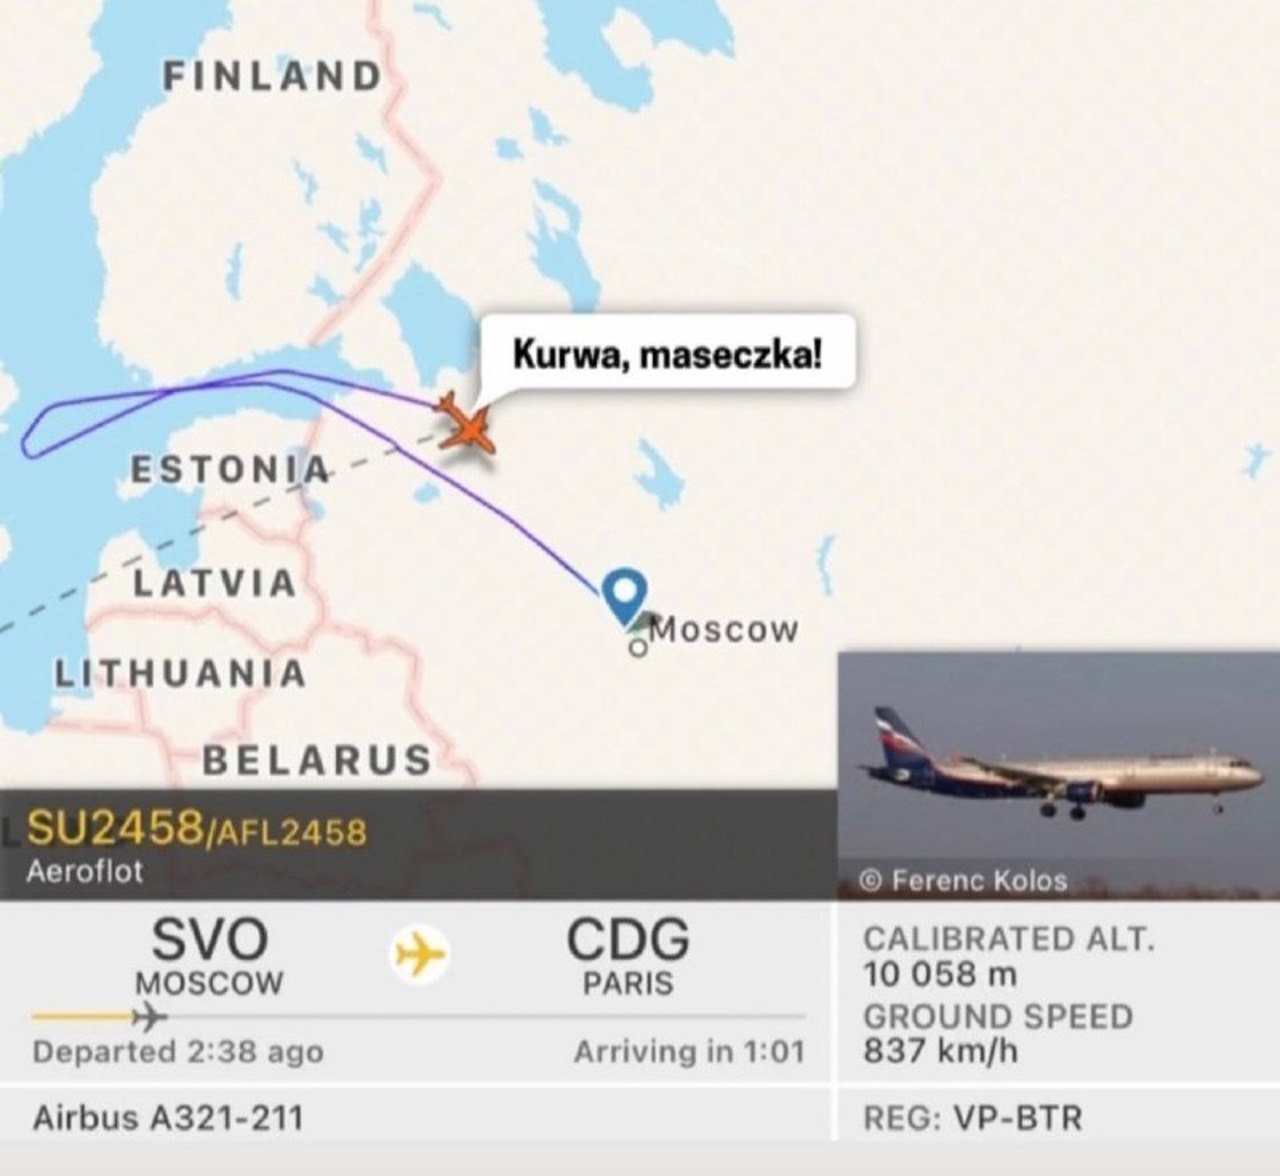 FINLAND
Kurwa, maseczka!
ESTONIA
LATVIA
Moscow
LITHUANIA
BELARUS
SU2458/AFL2458
Aeroflot
© Ferenc Kolos
SVO
MOSCOW
CDG
PARIS
CALIBRATED ALT.
10 058 m
GROUND SPEED
837 km/h
Departed 2:38 ago
Arriving in 1:01
Airbus A321-211
REG: VP-BTR